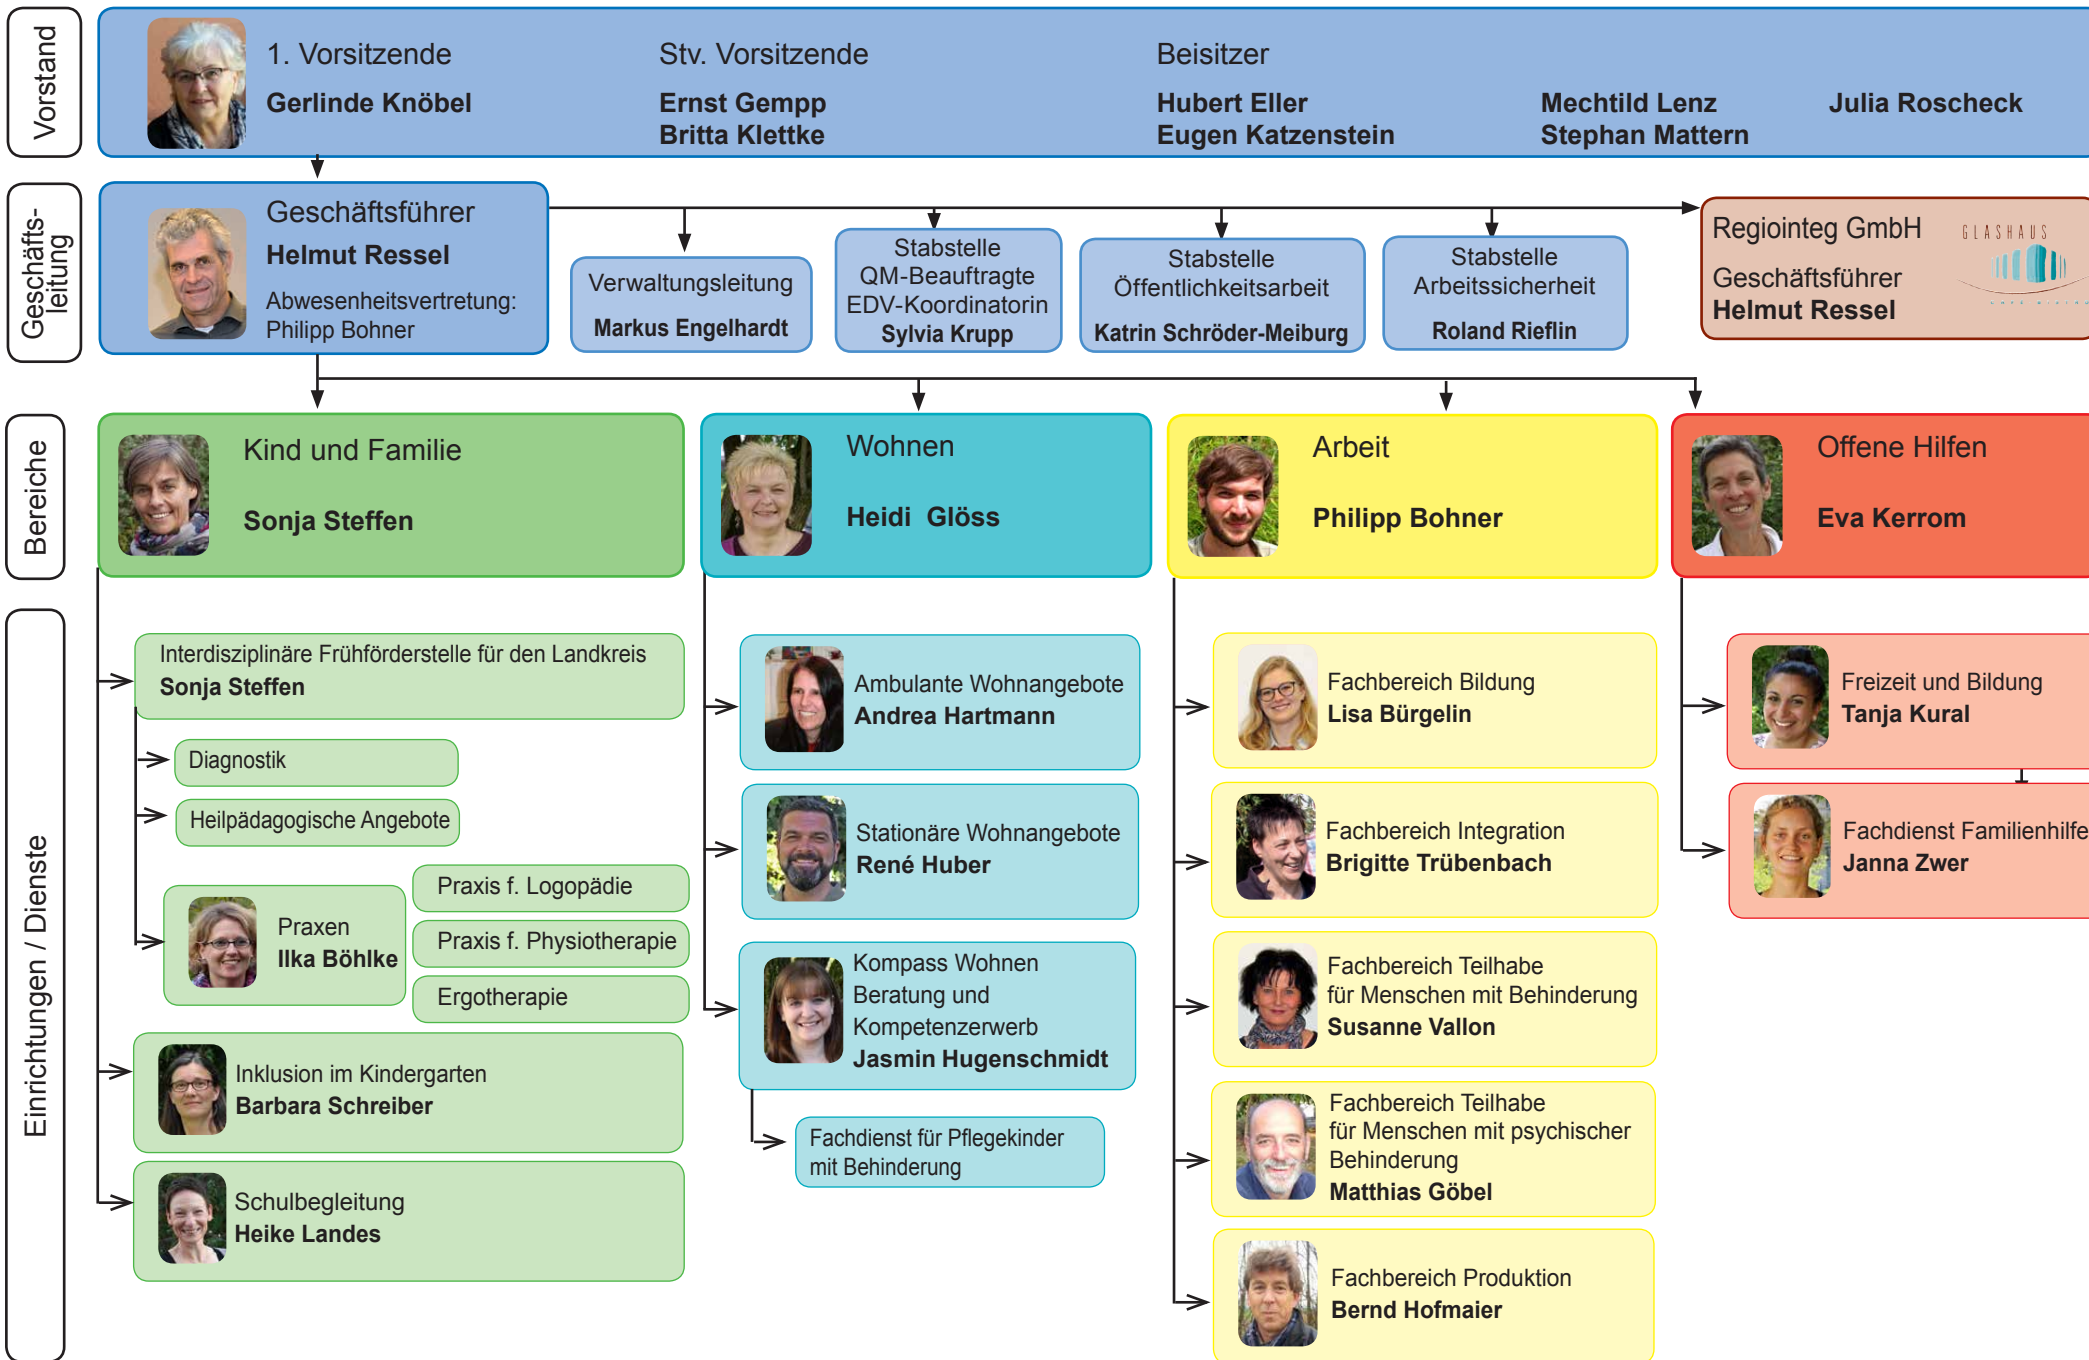 Vorstand
1. Vorsitzende
Gerlinde Knöbel
Stv. Vorsitzende
Ernst Gempp
Britta Klettke
Beisitzer
Hubert Eller
Eugen Katzenstein
Mechtild Lenz
Stephan Mattern
Julia Roscheck
Geschäfts-
leitung
Geschäftsführer
Helmut Ressel
Abwesenheitsvertretung:
Philipp Bohner
Verwaltungsleitung
Markus Engelhardt
Stabstelle
QM-Beauftragte
EDV-Koordinatorin
Sylvia Krupp
Stabstelle
Öffentlichkeitsarbeit
Katrin Schröder-Meiburg
Stabstelle
Arbeitssicherheit
Roland Rieflin
Regiointeg GmbH
Geschäftsführer
Helmut Ressel
GLASHAUS
Bereiche
Kind und Familie
Sonja Steffen
Wohnen
Heidi Glöss
Arbeit
Philipp Bohner
Offene Hilfen
Eva Kerrom
Einrichtungen / Dienste
Interdisziplinäre Frühförderstelle für den Landkreis
Sonja Steffen
Diagnostik
Heilpädagogische Angebote
Praxen
Ilka Böhlke
Praxis f. Logopädie
Praxis f. Physiotherapie
Ergotherapie
Inklusion im Kindergarten
Barbara Schreiber
Schulbegleitung
Heike Landes
Ambulante Wohnangebote
Andrea Hartmann
Stationäre Wohnangebote
René Huber
Kompass Wohnen
Beratung und
Kompetenzerwerb
Jasmin Hugenschmidt
Fachdienst für Pflegekinder
mit Behinderung
Fachbereich Bildung
Lisa Bürgelin
Fachbereich Integration
Brigitte Trübenbach
Fachbereich Teilhabe
für Menschen mit Behinderung
Susanne Vallon
Fachbereich Teilhabe
für Menschen mit psychischer
Behinderung
Matthias Göbel
Fachbereich Produktion
Bernd Hofmaier
Freizeit und Bildung
Tanja Kural
Fachdienst Familienhilfe
Janna Zwer